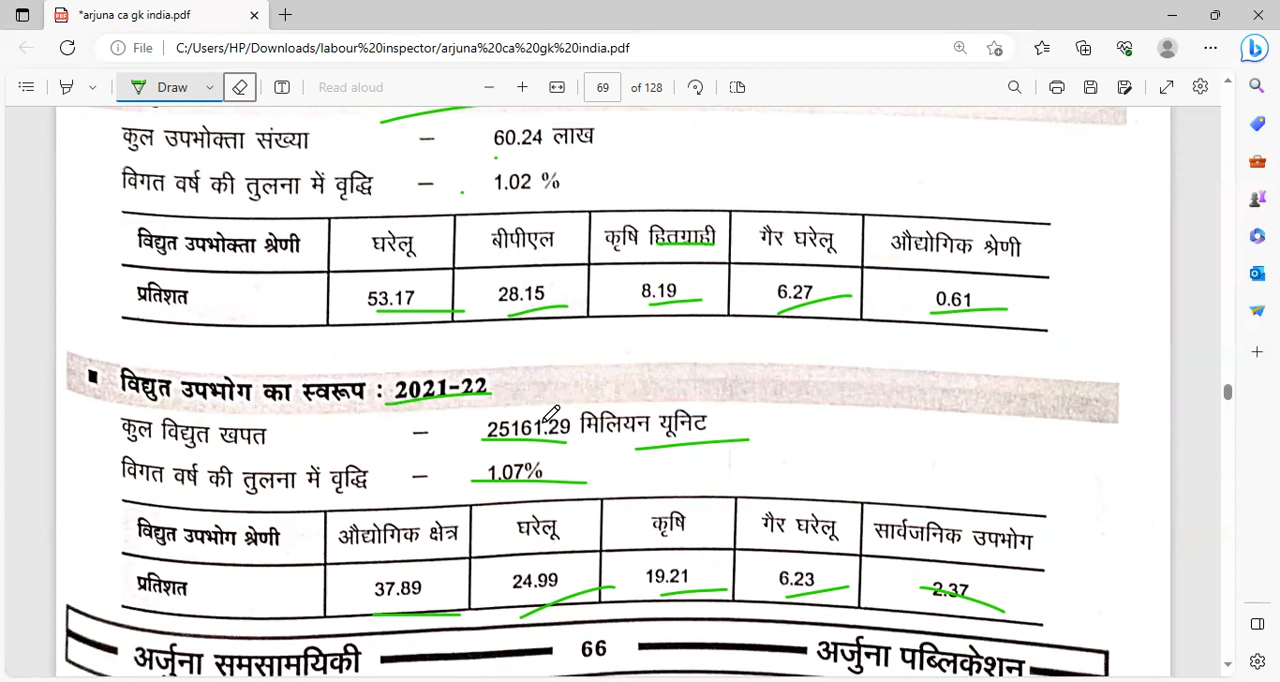 *arjuna ca gk india.pdf
File C:/Users/HP/Downloads/labour%20inspector/arjuna%20ca%20gk%20india.pdf
Draw Read aloud 69 of 128
कुल उपभोक्ता संख्या – 60.24 लाख
विगत वर्ष की तुलना में वृद्धि – 1.02 %
विद्युत उपभोक्ता श्रेणी घरेलू बीपीएल कृषि हितग्राही गैर घरेलू औद्योगिक श्रेणी
प्रतिशत 53.17 28.15 8.19 6.27 0.61
■ विद्युत उपभोग का स्वरूप : 2021-22
कुल विद्युत खपत – 25161.29 मिलियन यूनिट
विगत वर्ष की तुलना में वृद्धि – 1.07%
विद्युत उपभोग श्रेणी औद्योगिक क्षेत्र घरेलू कृषि गैर घरेलू सार्वजनिक उपभोग
प्रतिशत 37.89 24.99 19.21 6.23 2.37
अर्जुना समसामयिकी 66 अर्जुना पब्लिकेशन